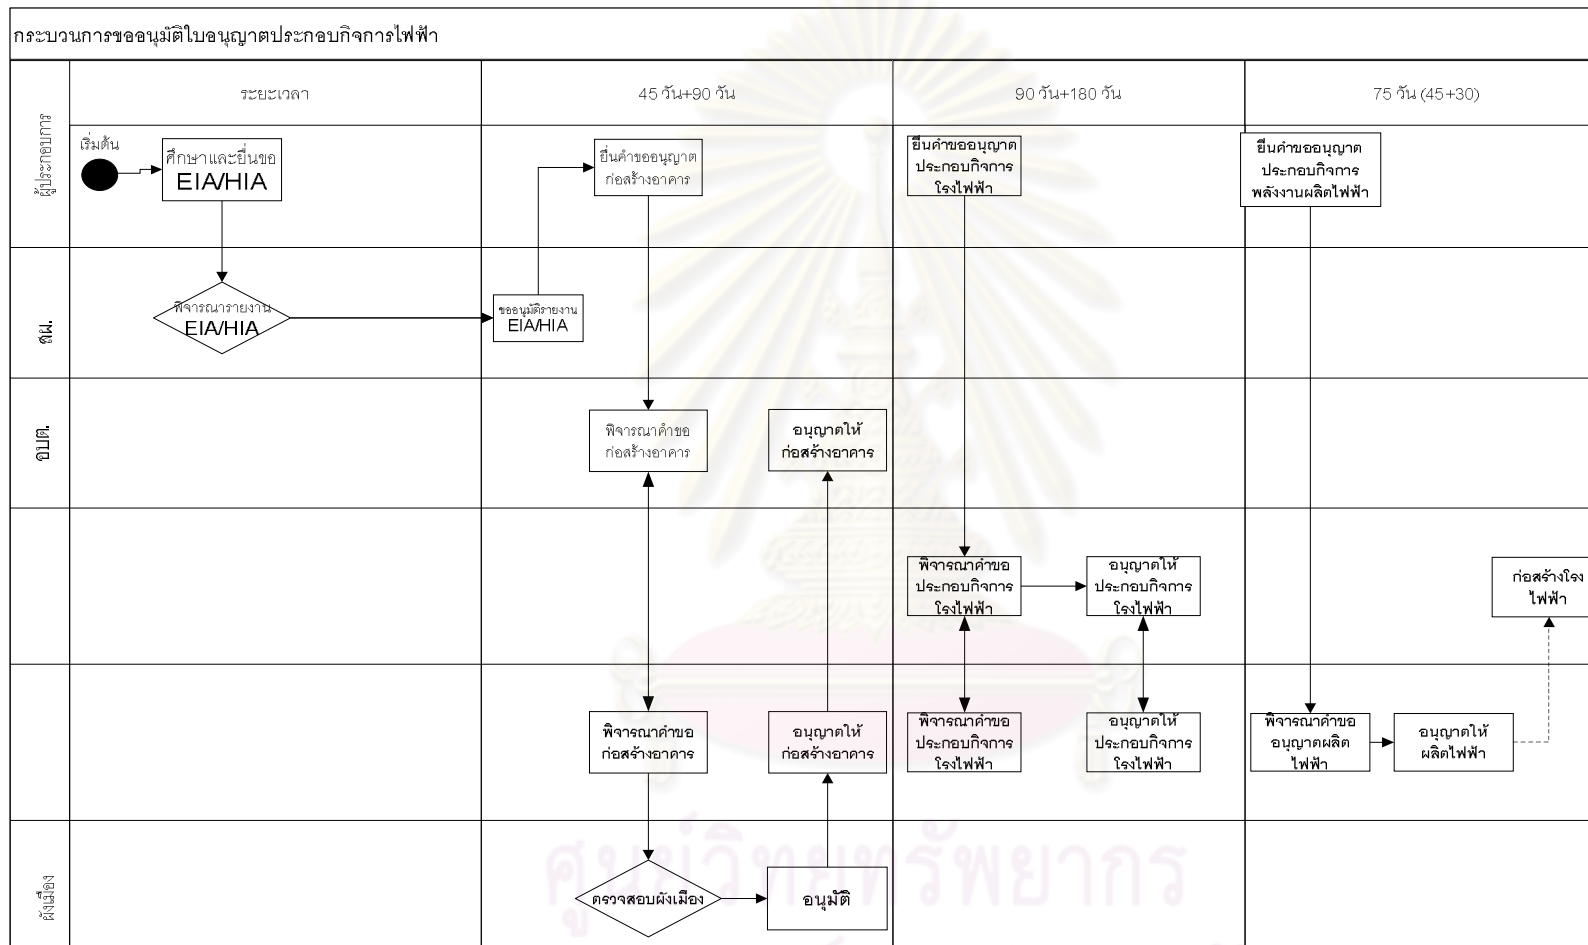 กระบวนการขออนุมัติใบอนุญาตประกอบกิจการไฟฟ้า
ระยะเวลา
45 วัน+90 วัน
90 วัน+180 วัน
75 วัน (45+30)
ผู้ประกอบการ
เริ่มต้น
ศึกษาและยื่นขอ
EIA/HIA
ยื่นคำขออนุญาต
ก่อสร้างอาคาร
ยื่นคำขออนุญาต
ประกอบกิจการ
โรงไฟฟ้า
ยื่นคำขออนุญาต
ประกอบกิจการ
พลังงานผลิตไฟฟ้า
สผ.
พิจารณารายงาน
EIA/HIA
ขออนุมัติรายงาน
EIA/HIA
อบต.
พิจารณาคำขอ
ก่อสร้างอาคาร
อนุญาตให้
ก่อสร้างอาคาร
พิจารณาคำขอ
ประกอบกิจการ
โรงไฟฟ้า
อนุญาตให้
ประกอบกิจการ
โรงไฟฟ้า
ก่อสร้างโรง
ไฟฟ้า
พิจารณาคำขอ
ก่อสร้างอาคาร
อนุญาตให้
ก่อสร้างอาคาร
พิจารณาคำขอ
ประกอบกิจการ
โรงไฟฟ้า
อนุญาตให้
ประกอบกิจการ
โรงไฟฟ้า
พิจารณาคำขอ
อนุญาตผลิต
ไฟฟ้า
อนุญาตให้
ผลิตไฟฟ้า
ผังเมือง
ตรวจสอบผังเมือง
อนุมัติ
ศูนย์วิทยทรัพยากร